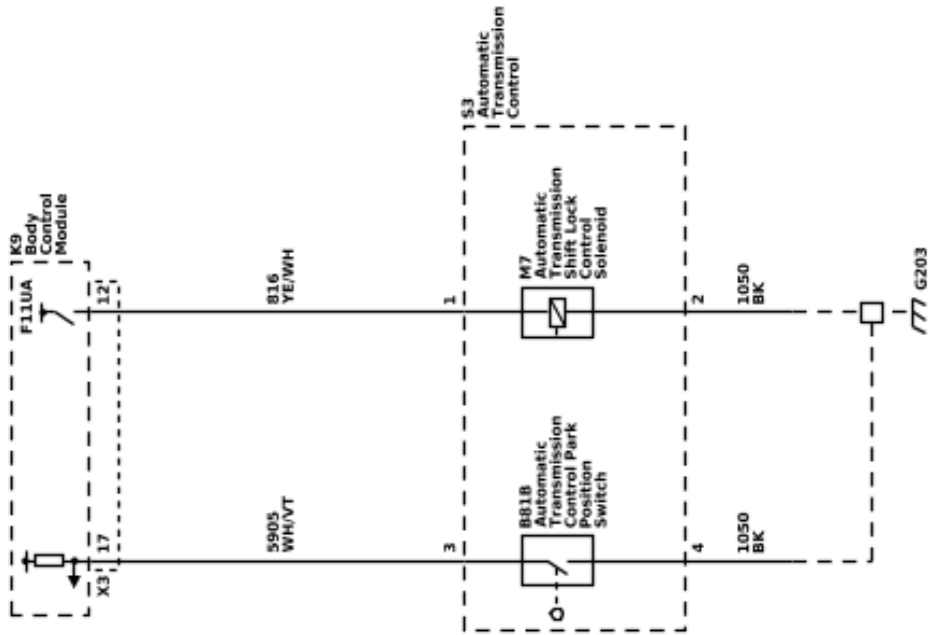 K9
Body
Control
Module
F11UA
X3
17
12
5905
WH/VT
816
YE/WH
3
1
S3
Automatic
Transmission
Control
B81B
Automatic
Transmission
Control Park
Position
Switch
M7
Automatic
Transmission
Shift Lock
Control
Solenoid
4
2
1050
BK
1050
BK
G203